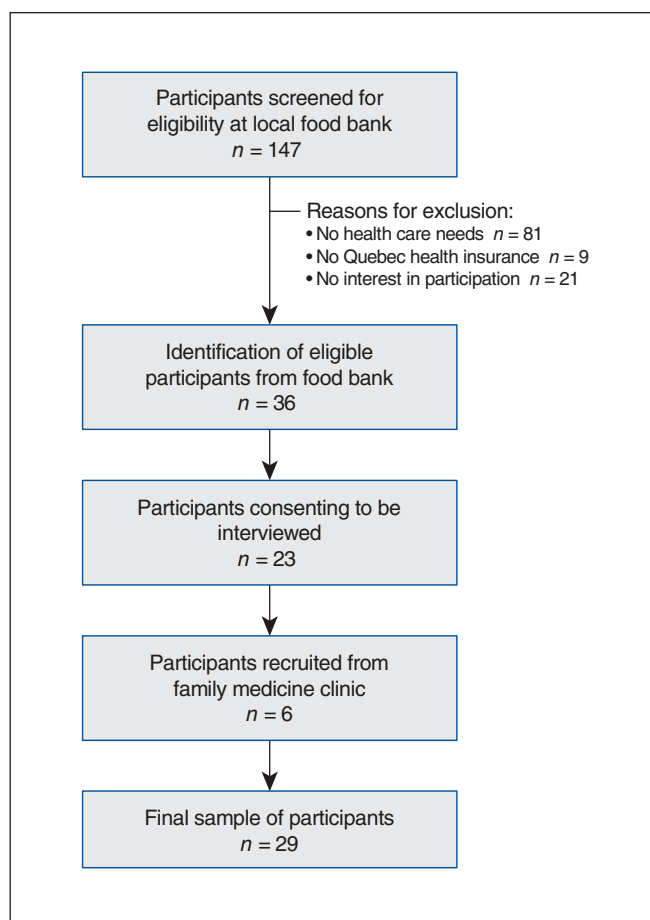 Participants screened for
eligibility at local food bank
n = 147
Reasons for exclusion:
• No health care needs n = 81
• No Quebec health insurance n = 9
• No interest in participation n = 21
Identification of eligible
participants from food bank
n = 36
Participants consenting to be
interviewed
n = 23
Participants recruited from
family medicine clinic
n = 6
Final sample of participants
n = 29